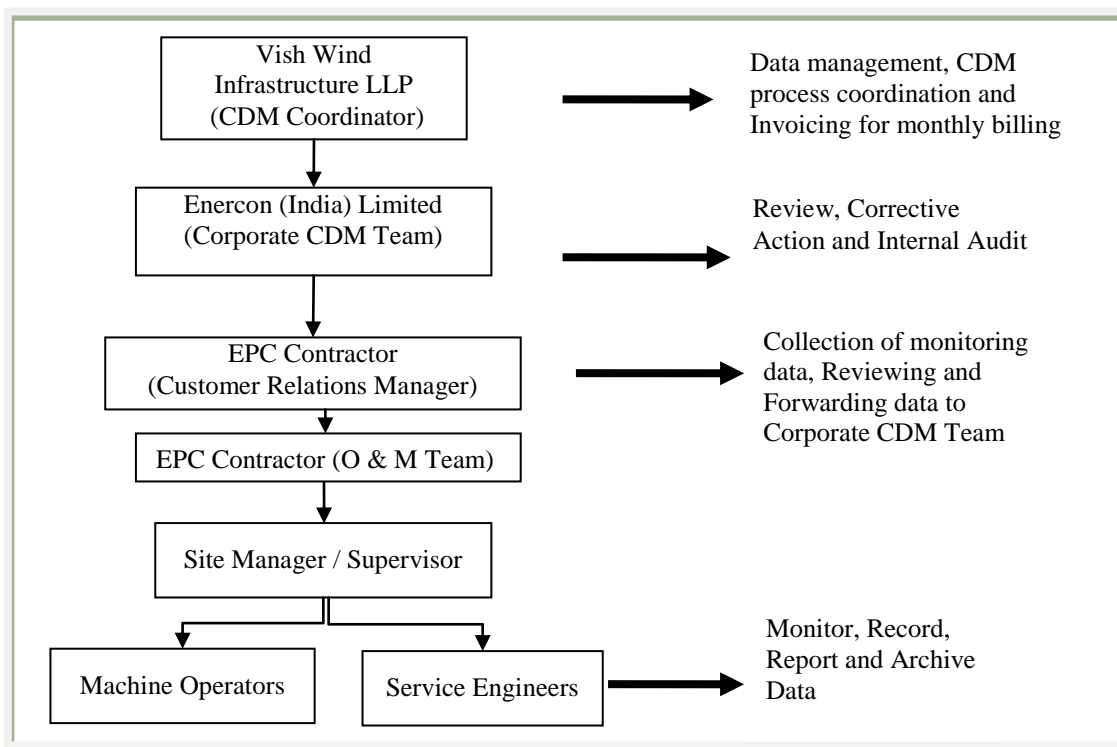 Vish Wind
Infrastructure LLP
(CDM Coordinator)
Data management, CDM
process coordination and
Invoicing for monthly billing
Enercon (India) Limited
(Corporate CDM Team)
Review, Corrective
Action and Internal Audit
EPC Contractor
(Customer Relations Manager)
Collection of monitoring
data, Reviewing and
Forwarding data to
Corporate CDM Team
EPC Contractor (O & M Team)
Site Manager / Supervisor
Machine Operators
Service Engineers
Monitor, Record,
Report and Archive
Data